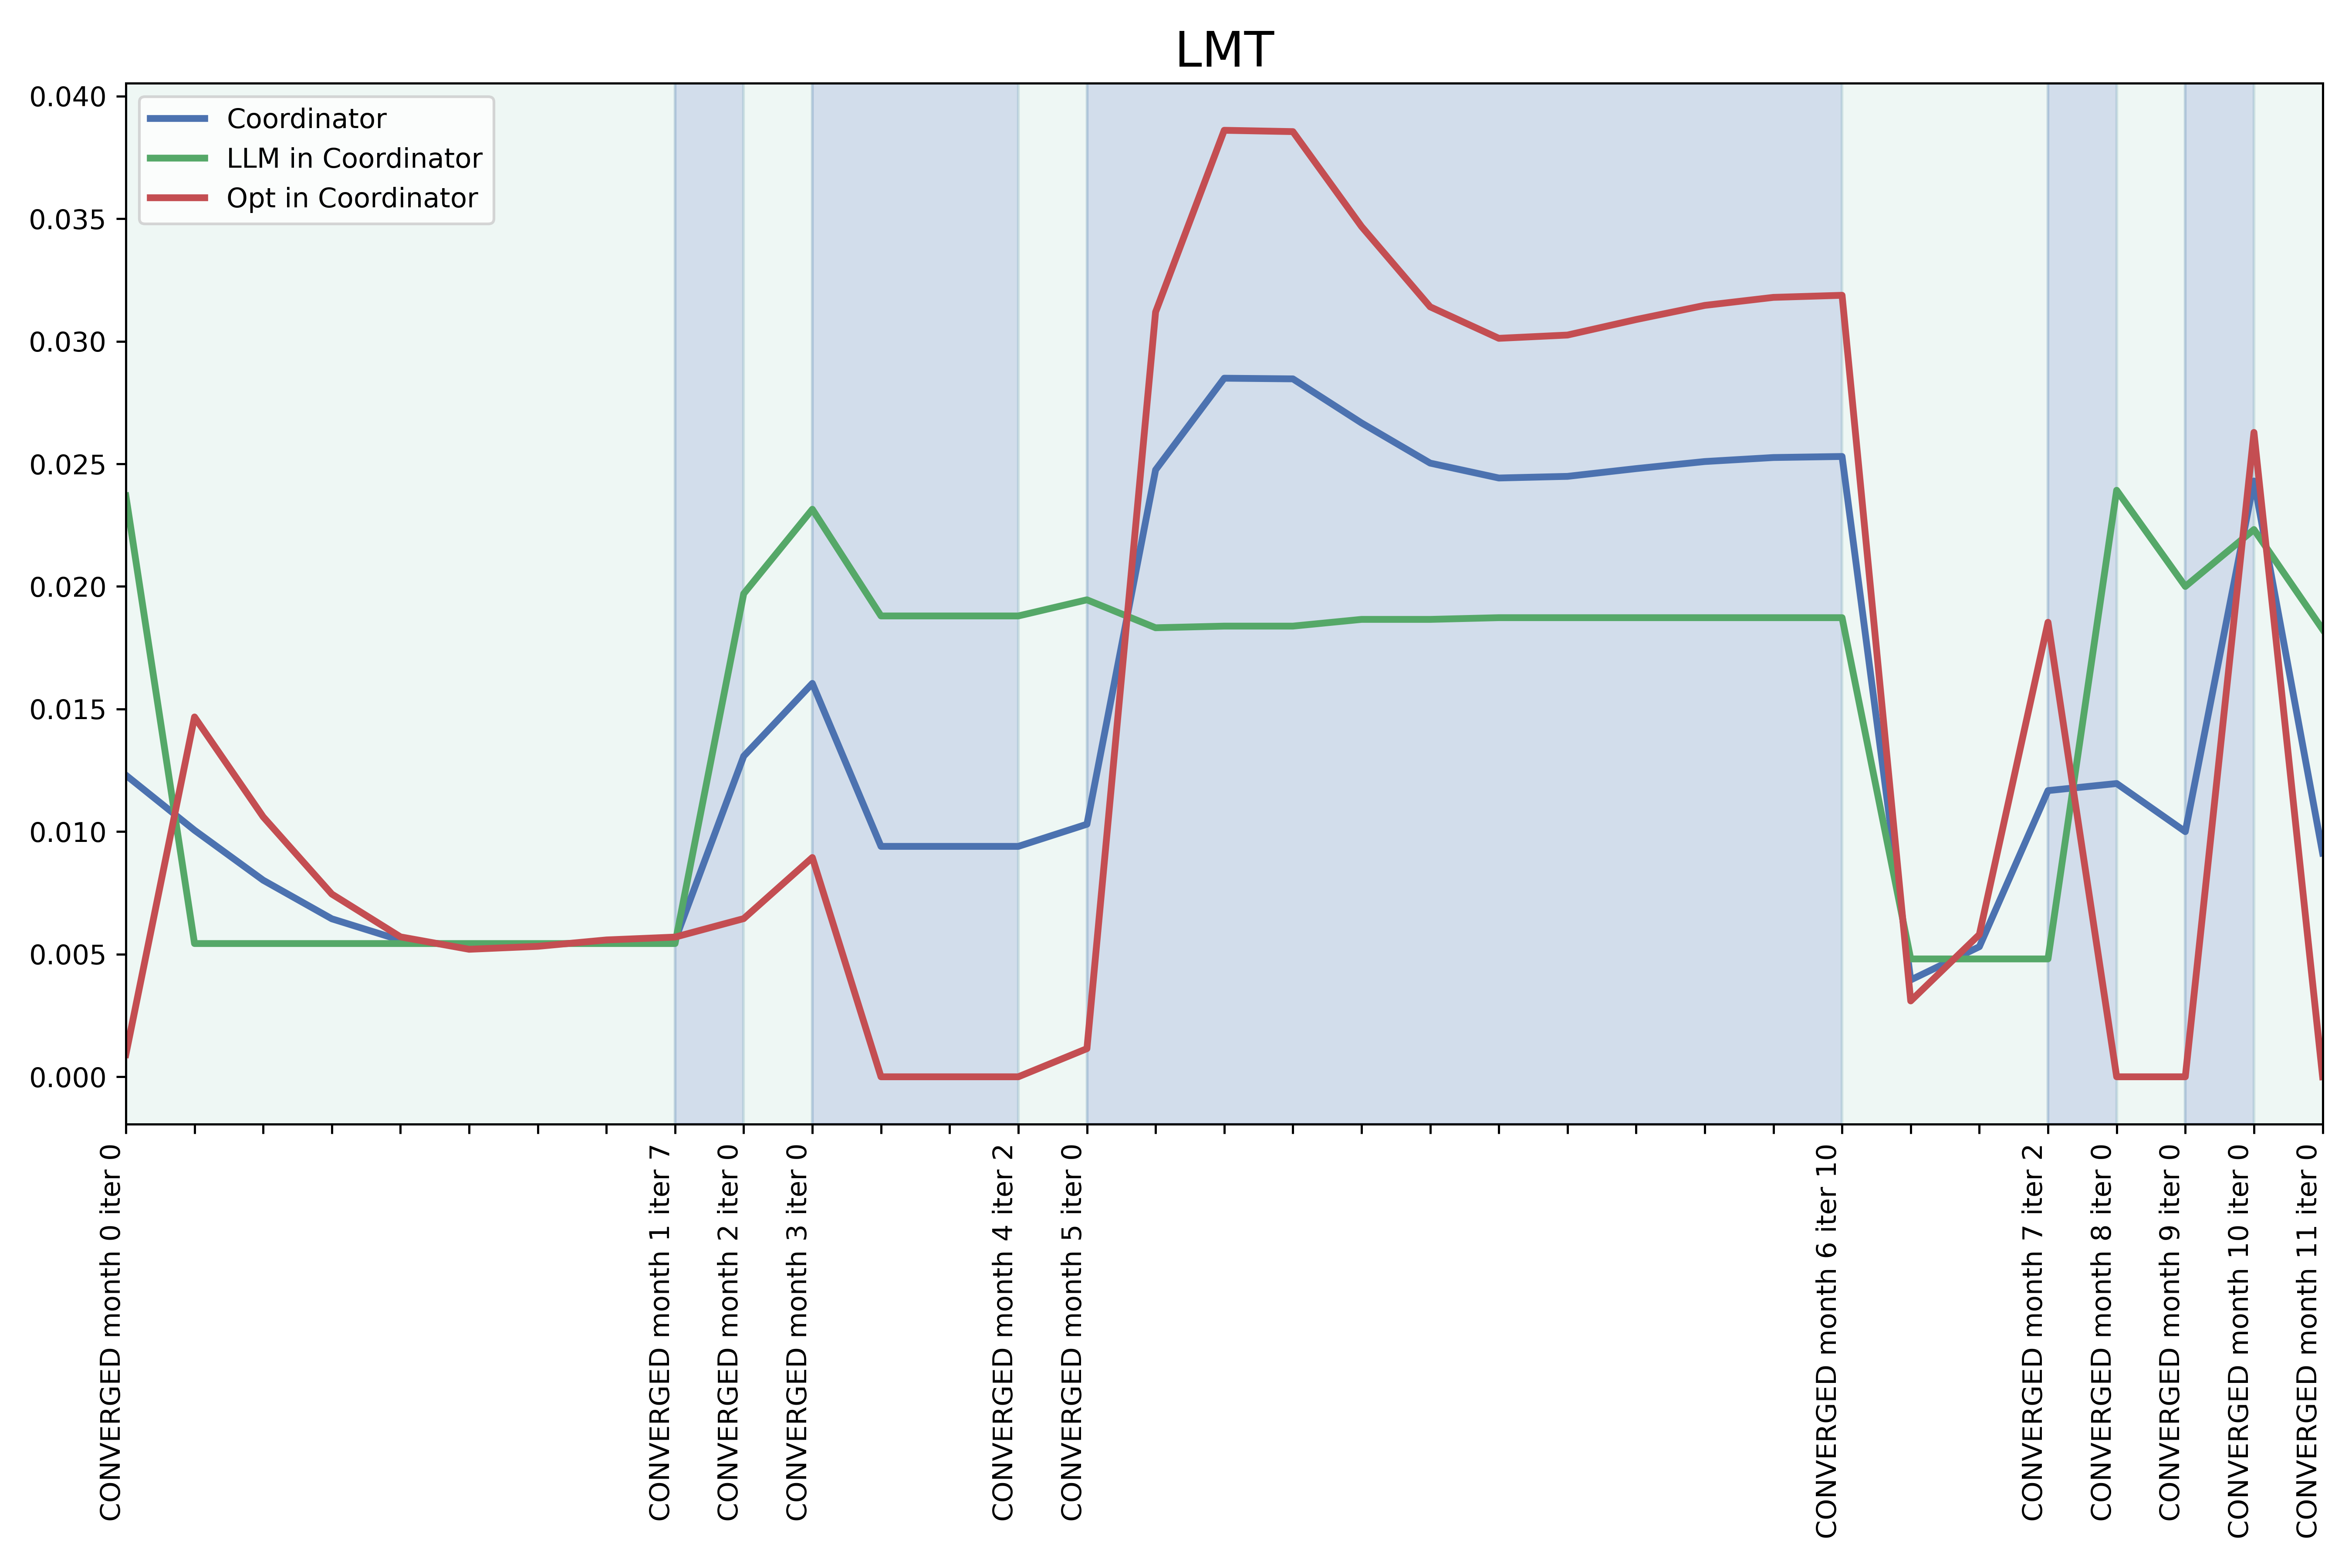 LMT
0.040
0.035
0.030
0.025
0.020
0.015
0.010
0.005
0.000
Coordinator
LLM in Coordinator
Opt in Coordinator
CONVERGED month 0 iter 0
CONVERGED month 1 iter 7
CONVERGED month 2 iter 0
CONVERGED month 3 iter 0
CONVERGED month 4 iter 2
CONVERGED month 5 iter 0
CONVERGED month 6 iter 10
CONVERGED month 7 iter 2
CONVERGED month 8 iter 0
CONVERGED month 9 iter 0
CONVERGED month 10 iter 0
CONVERGED month 11 iter 0